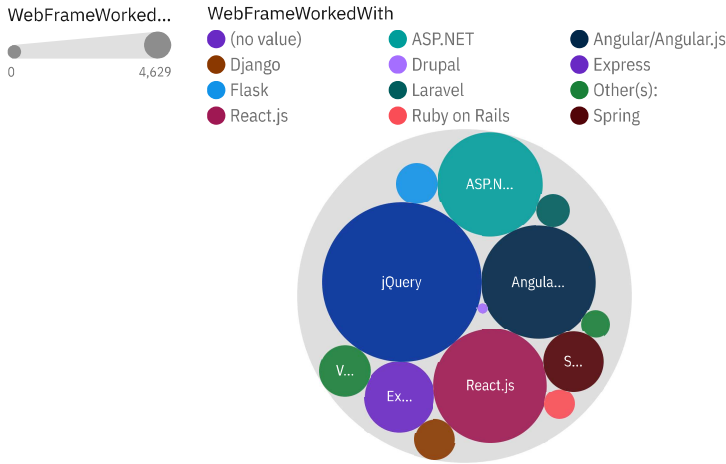 WebFrameWorked...
0
4,629
WebFrameWorkedWith
(no value)
ASP.NET
Angular/Angular.js
Django
Drupal
Express
Flask
Laravel
Other(s):
React.js
Ruby on Rails
Spring
ASP.N...
jQuery
Angula...
V...
Ex...
React.js
S...